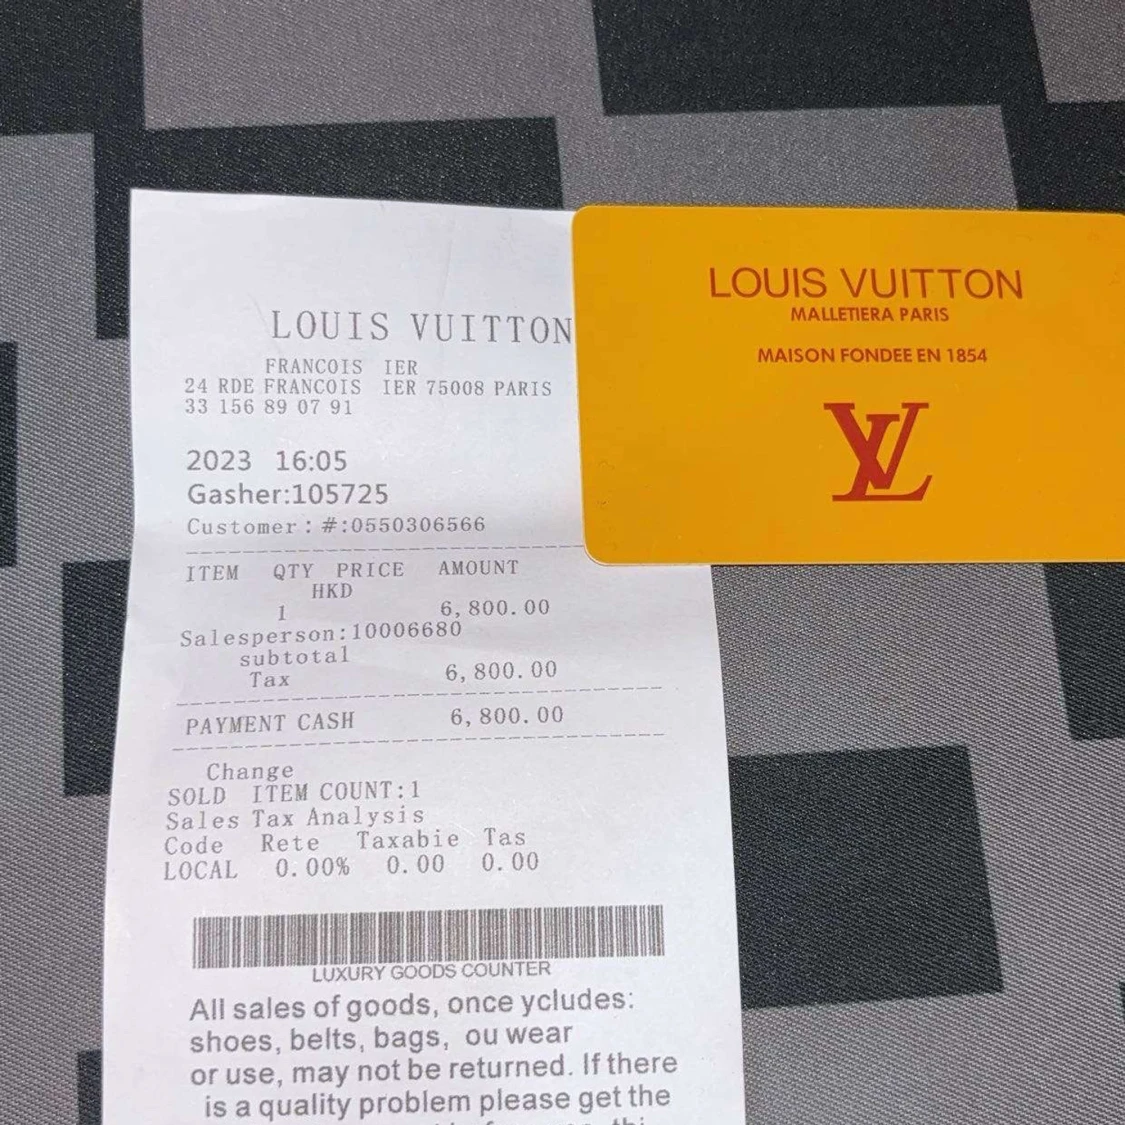 LOUIS VUITTON
FRANCOIS IER
24 RDE FRANCOIS IER 75008 PARIS
33 156 89 07 91
2023 16:05
Gasher:105725
Customer: #:0550306566
ITEM QTY PRICE AMOUNT
HKD
1 6,800.00
Salesperson:10006680
subtotal
Tax 6,800.00
PAYMENT CASH 6,800.00
Change
SOLD ITEM COUNT:1
Sales Tax Analysis
Code Rete Taxabie Tas
LOCAL 0.00% 0.00 0.00
LUXURY GOODS COUNTER
All sales of goods, once ycludes:
shoes, belts, bags, ou wear
or use, may not be returned. If there
is a quality problem please get the
LOUIS VUITTON
MALLETIERA PARIS
MAISON FONDEE EN 1854
LV